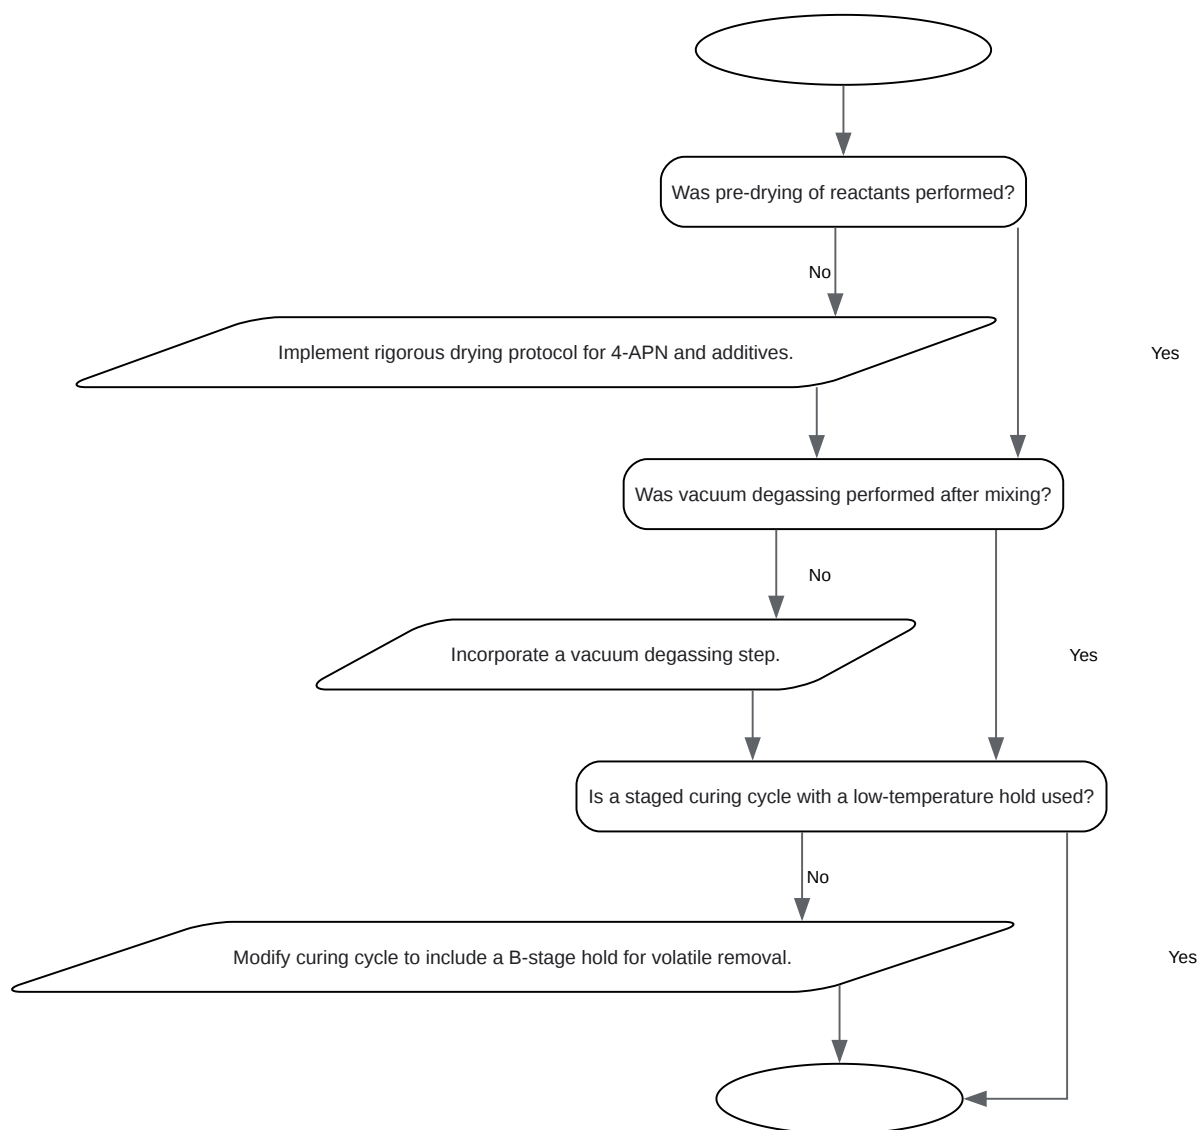 Was pre-drying of reactants performed?
No
Implement rigorous drying protocol for 4-APN and additives.
Yes
Was vacuum degassing performed after mixing?
No
Incorporate a vacuum degassing step.
Yes
Is a staged curing cycle with a low-temperature hold used?
No
Modify curing cycle to include a B-stage hold for volatile removal.
Yes